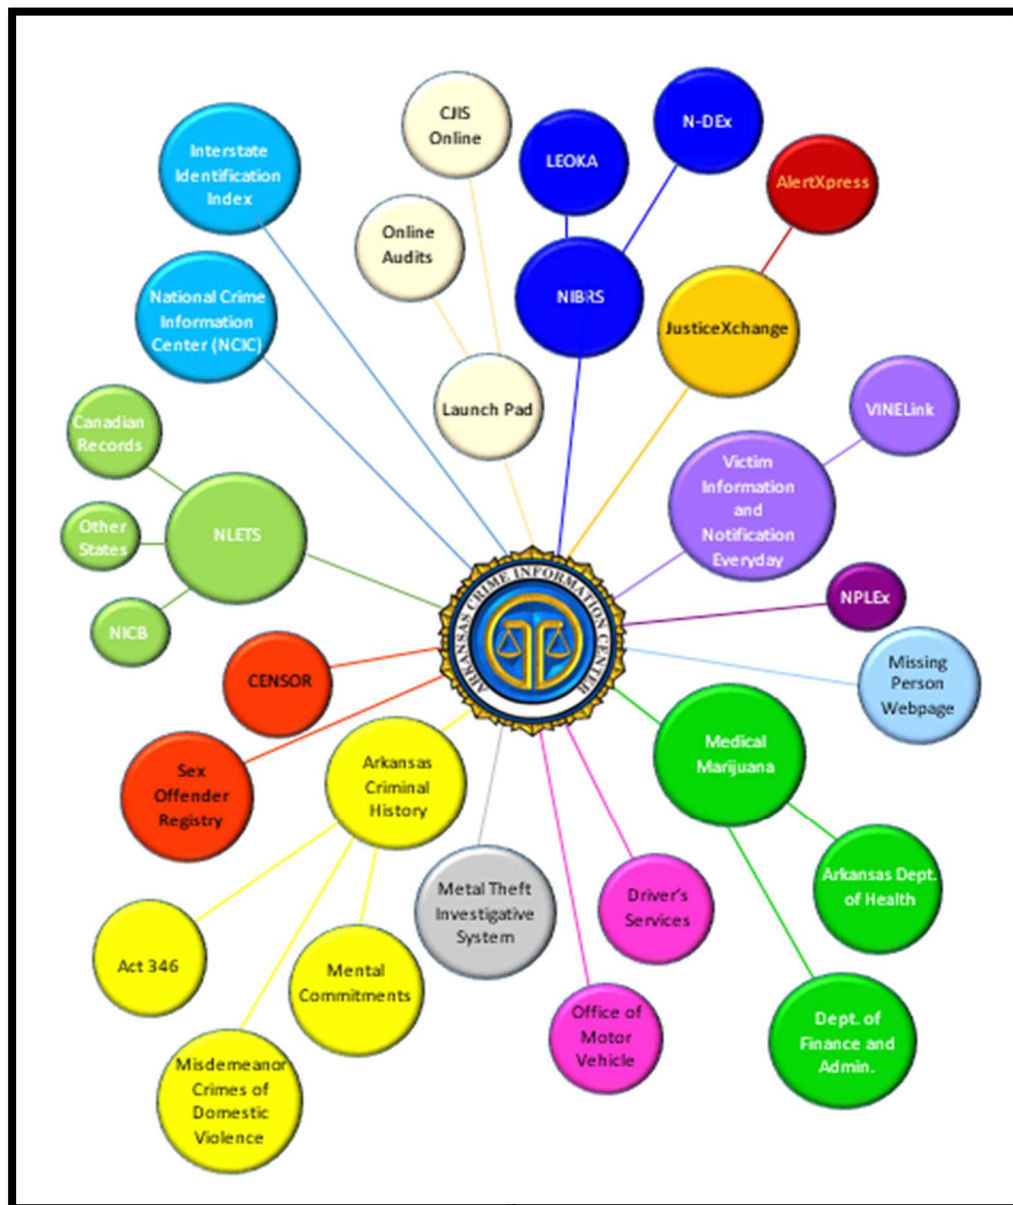 CJIS
Online
N-DEx
LEOKA
AlertXpress
Interstate
Identification
Index
Online
Audits
NIBRS
JusticeXchange
National Crime
Information
Center (NCIC)
Launch Pad
VINELink
Canadian
Records
Victim
Information
and
Notification
Everyday
NLETS
Other
States
NICB
NPLEx
ARKANSAS CRIME INFORMATION CENTER
Missing
Person
Webpage
CENSOR
Sex
Offender
Registry
Arkansas
Criminal
History
Medical
Marijuana
Metal Theft
Investigative
System
Driver's
Services
Arkansas Dept.
of Health
Act 346
Mental
Commitments
Office of
Motor
Vehicle
Dept. of
Finance and
Admin.
Misdemeanor
Crimes of
Domestic
Violence